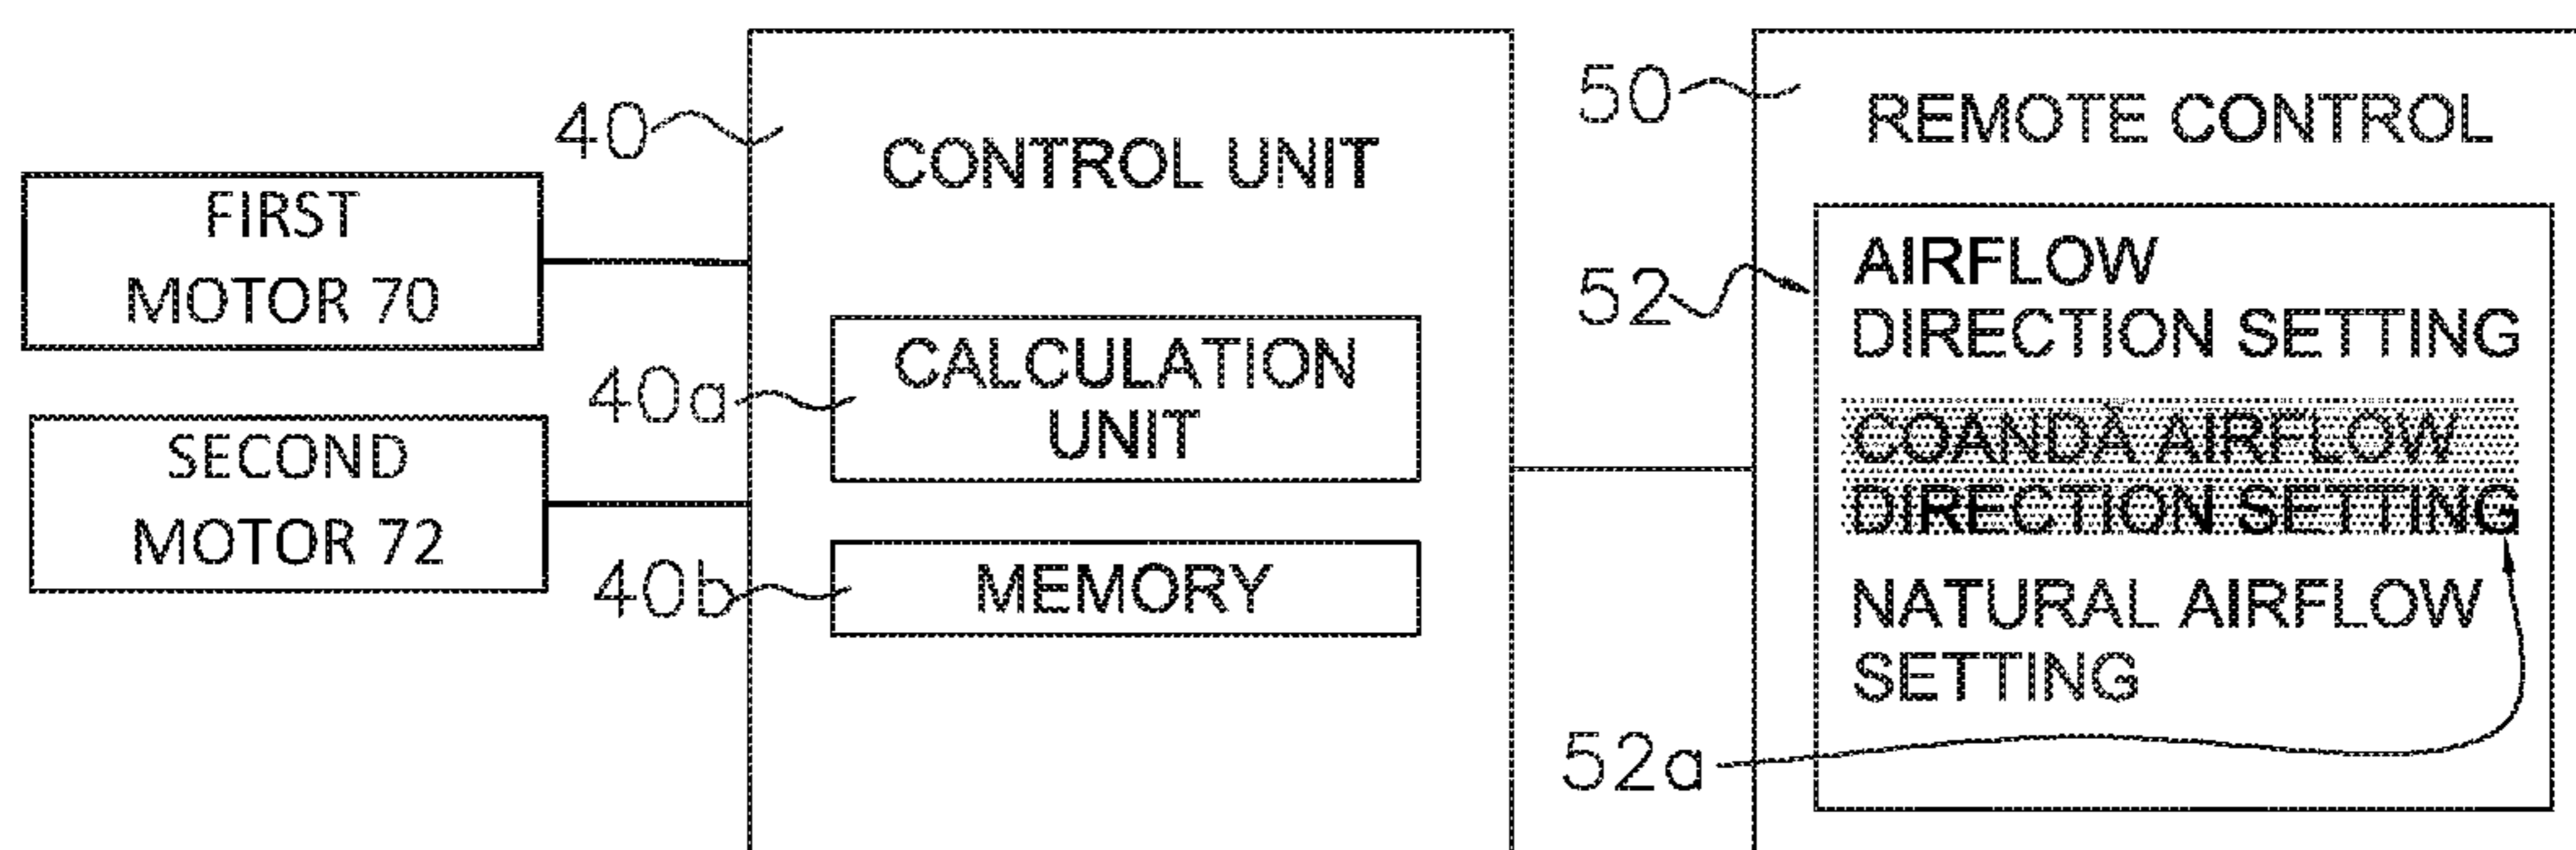 FIRST
MOTOR 70
SECOND
MOTOR 72
40
CONTROL UNIT
40a
CALCULATION
UNIT
40b
MEMORY
50
REMOTE CONTROL
52
AIRFLOW
DIRECTION SETTING
COANDĂ AIRFLOW
DIRECTION SETTING
NATURAL AIRFLOW
SETTING
52a